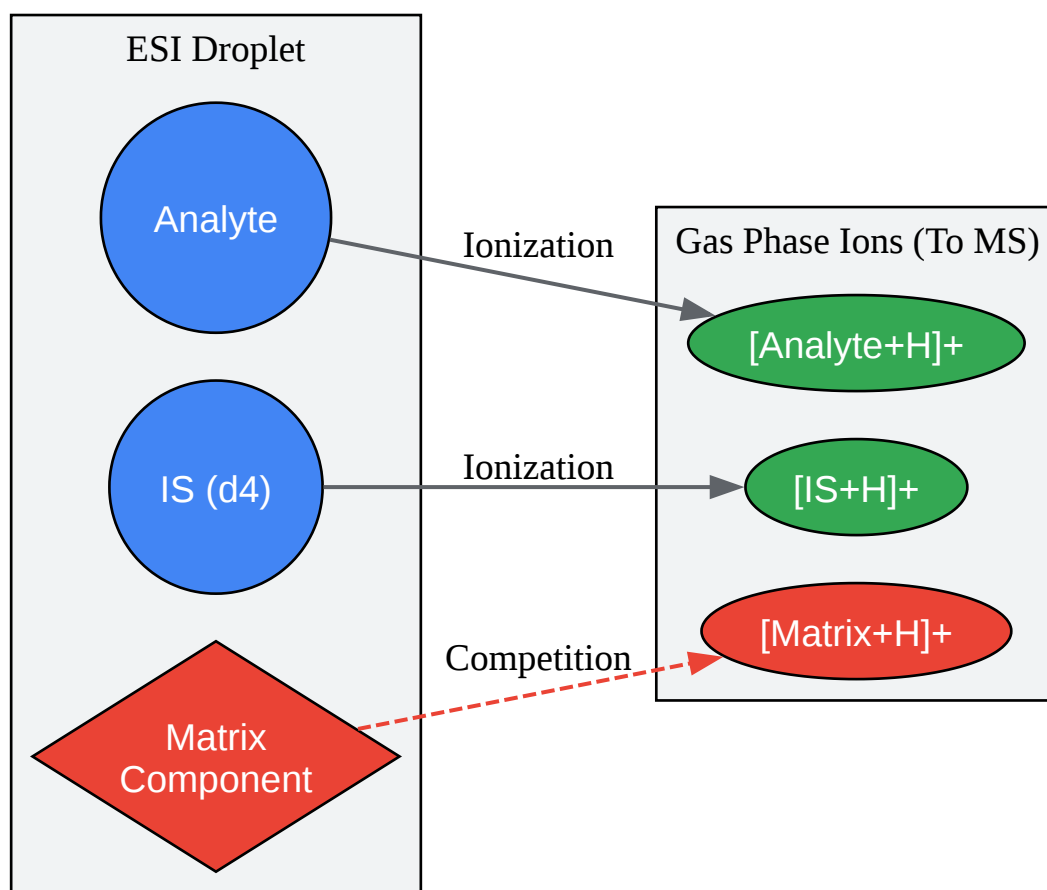 ESI Droplet
Analyte
Ionization
Gas Phase Ions (To MS)
[Analyte+H]+
IS (d4)
Ionization
[IS+H]+
Matrix
Component
Competition
[Matrix+H]+